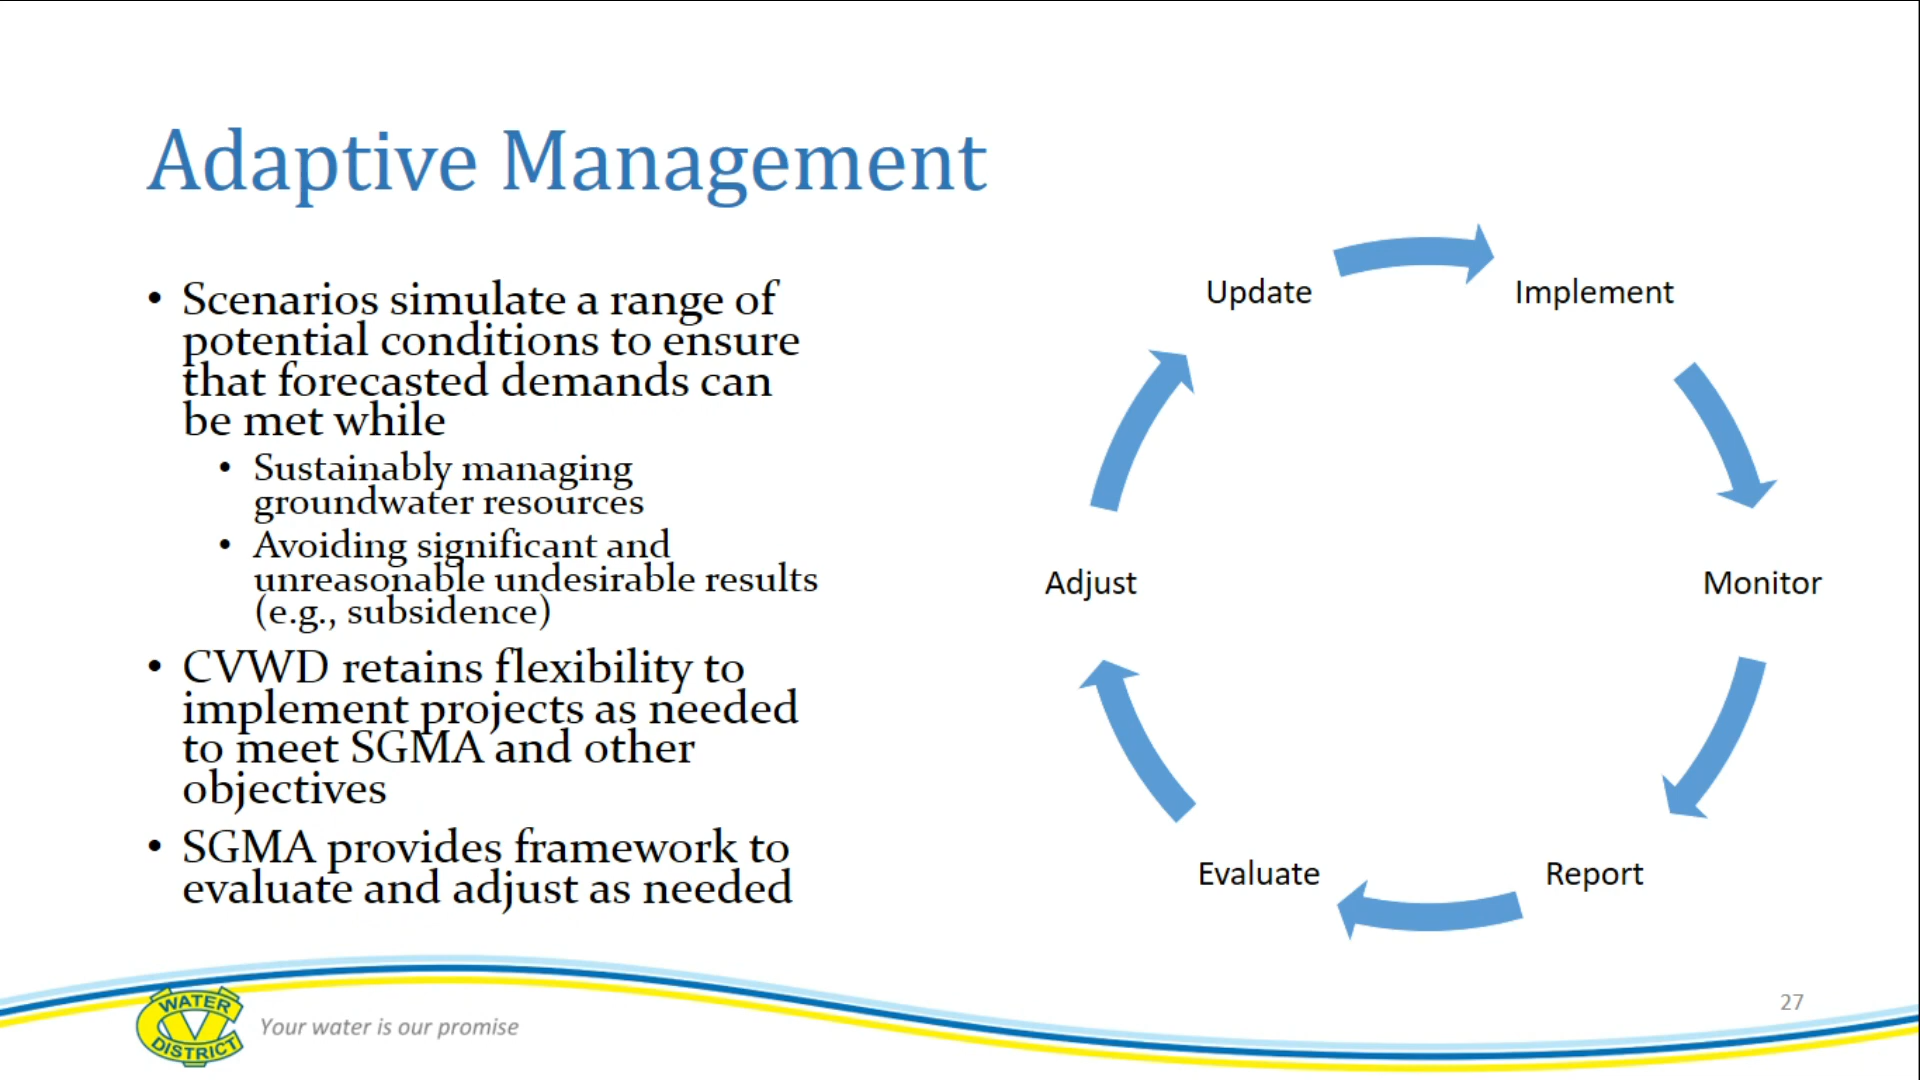 Adaptive Management
• Scenarios simulate a range of
potential conditions to ensure
that forecasted demands can
be met while
• Sustainably managing
groundwater resources
• Avoiding significant and
unreasonable undesirable results
(e.g., subsidence)
• CVWD retains flexibility to
implement projects as needed
to meet SGMA and other
objectives
• SGMA provides framework to
evaluate and adjust as needed
Update
Implement
Monitor
Report
Evaluate
Adjust
WATER
CV
DISTRICT
Your water is our promise
27